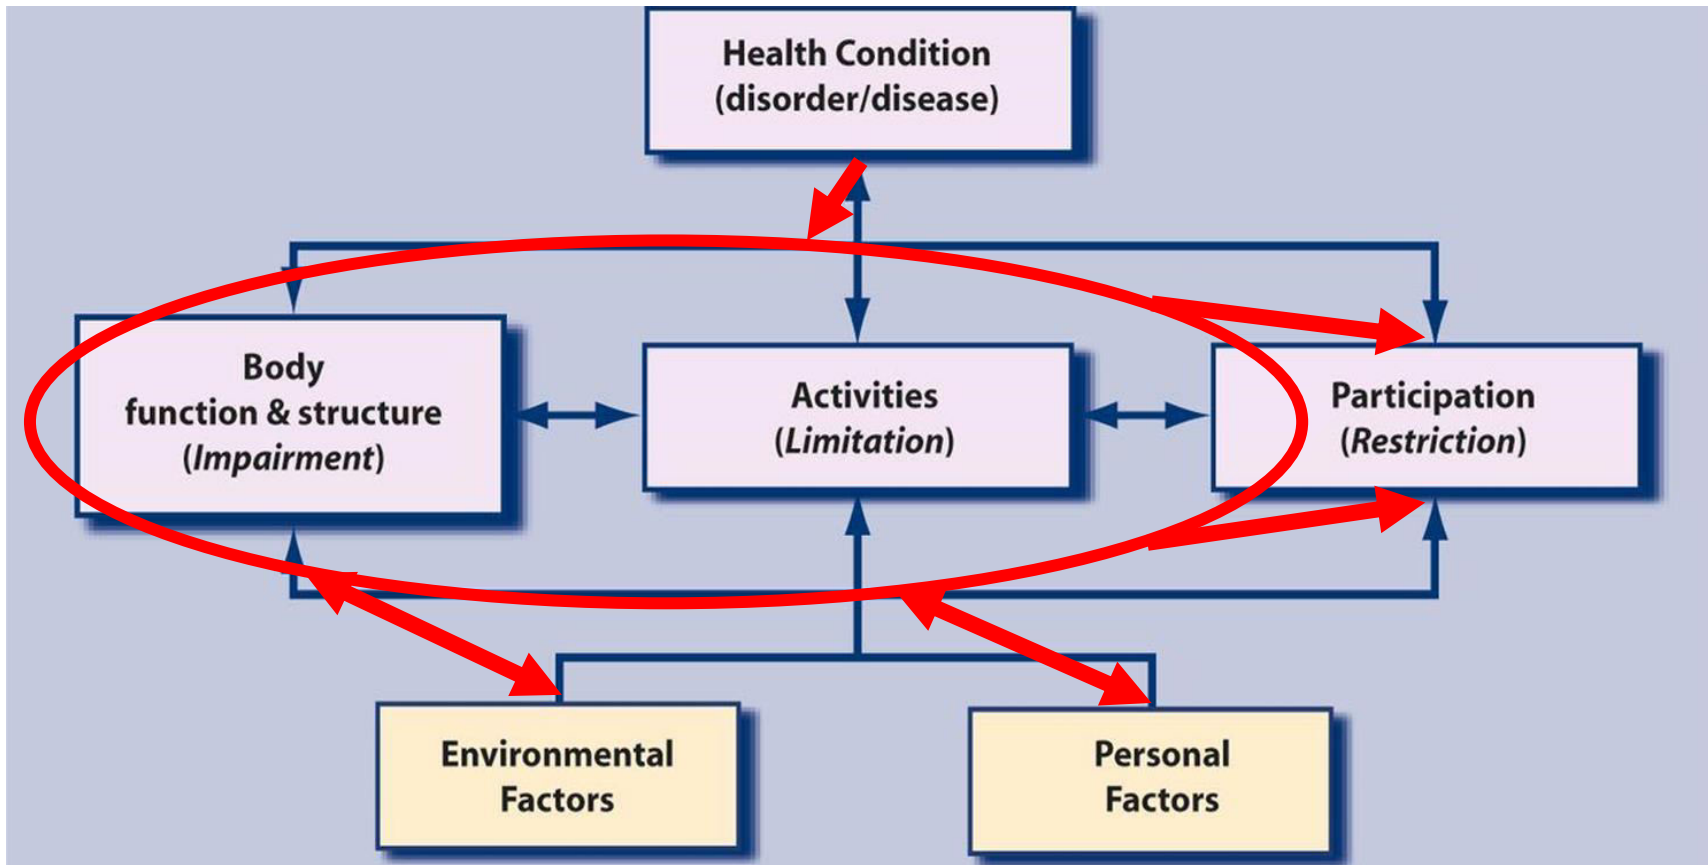 Health Condition
(disorder/disease)
Body
function & structure
(Impairment)
Activities
(Limitation)
Participation
(Restriction)
Environmental
Factors
Personal
Factors